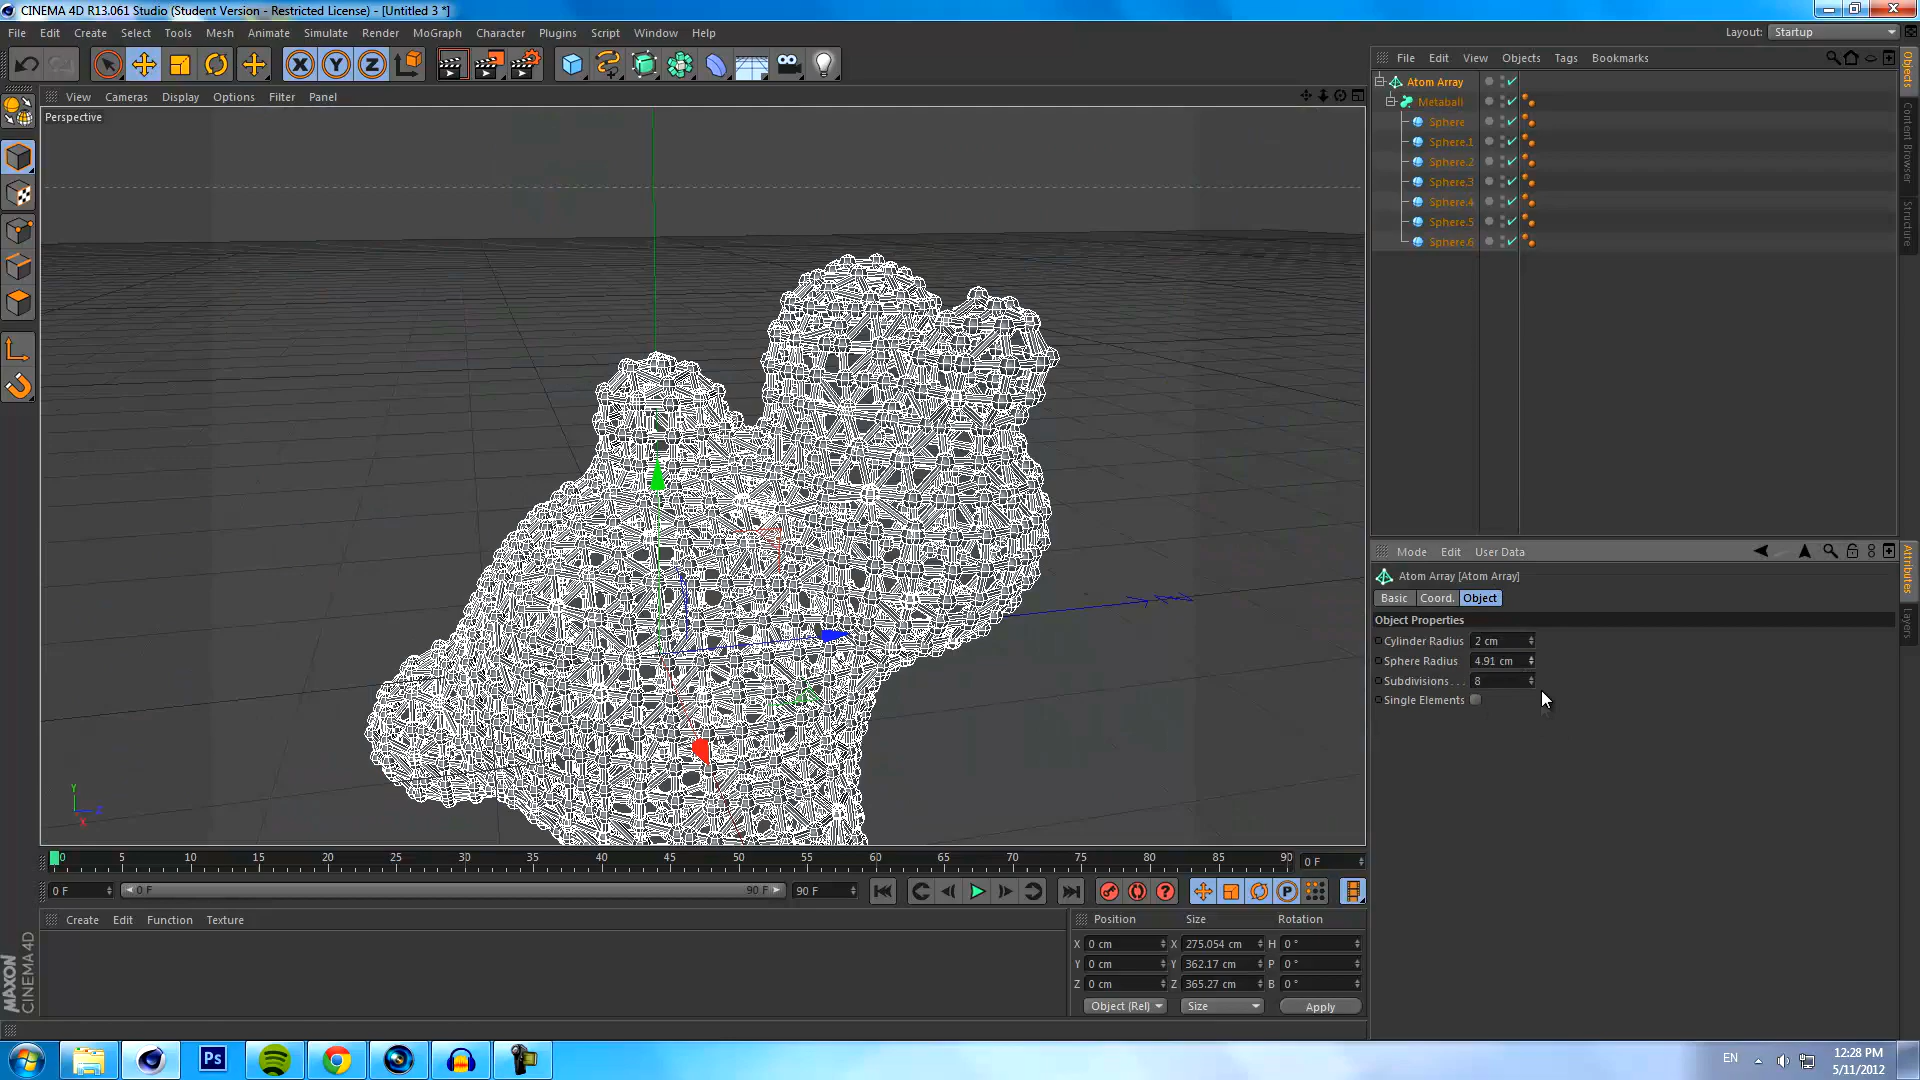 CINEMA 4D R13.061 Studio (Student Version - Restricted License) - [Untitled 3 *]
File Edit Create Select Tools Mesh Animate Simulate Render MoGraph Character Plugins Script Window Help
Layout: Startup
View Cameras Display Options Filter Panel
Perspective
File Edit View Objects Tags Bookmarks
Atom Array
Metaball
Sphere
Sphere.1
Sphere.2
Sphere.3
Sphere.4
Sphere.5
Sphere.6
Objects
Content Browser
Structure
Mode Edit User Data
Atom Array [Atom Array]
Basic Coord. Object
Object Properties
Cylinder Radius 2 cm
Sphere Radius 4.91 cm
Subdivisions . . . 8
Single Elements
Attributes
Layers
Y
Z
X
0 5 10 15 20 25 30 35 40 45 50 55 60 65 70 75 80 85 90 0 F
0 F 0 F 90 F 90 F
Create Edit Function Texture
Position Size Rotation
X 0 cm X 275.054 cm H 0 °
Y 0 cm Y 362.17 cm P 0 °
Z 0 cm Z 365.27 cm B 0 °
Object (Rel) Size Apply
MAXON
CINEMA 4D
Ps
EN
12:28 PM
5/11/2012